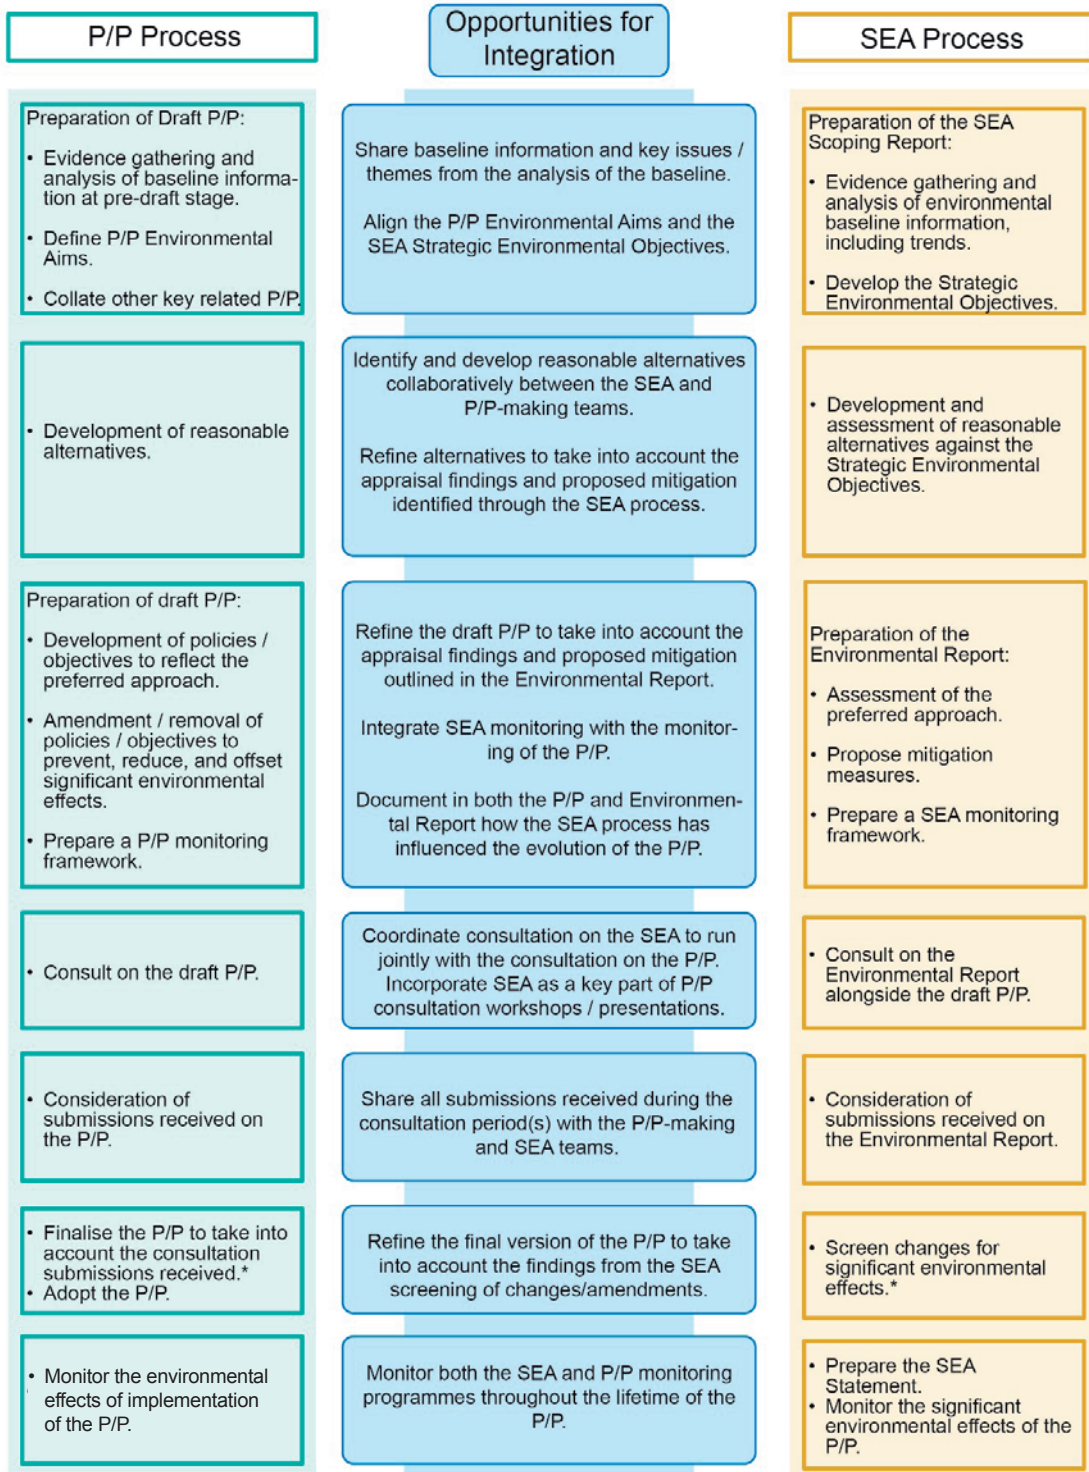 P/P Process
Opportunities for
Integration
SEA Process
Preparation of Draft P/P:
• Evidence gathering and
analysis of baseline informa-
tion at pre-draft stage.
• Define P/P Environmental
Aims.
• Collate other key related P/P.
Share baseline information and key issues /
themes from the analysis of the baseline.
Align the P/P Environmental Aims and the
SEA Strategic Environmental Objectives.
Preparation of the SEA
Scoping Report:
• Evidence gathering and
analysis of environmental
baseline information,
including trends.
• Develop the Strategic
Environmental Objectives.
• Development of reasonable
alternatives.
Identify and develop reasonable alternatives
collaboratively between the SEA and
P/P-making teams.
Refine alternatives to take into account the
appraisal findings and proposed mitigation
identified through the SEA process.
• Development and
assessment of reasonable
alternatives against the
Strategic Environmental
Objectives.
Preparation of draft P/P:
• Development of policies /
objectives to reflect the
preferred approach.
• Amendment / removal of
policies / objectives to
prevent, reduce, and offset
significant environmental
effects.
• Prepare a P/P monitoring
framework.
Refine the draft P/P to take into account the
appraisal findings and proposed mitigation
outlined in the Environmental Report.
Integrate SEA monitoring with the monitor-
ing of the P/P.
Document in both the P/P and Environmen-
tal Report how the SEA process has
influenced the evolution of the P/P.
Preparation of the
Environmental Report:
• Assessment of the
preferred approach.
• Propose mitigation
measures.
• Prepare a SEA monitoring
framework.
• Consult on the draft P/P.
Coordinate consultation on the SEA to run
jointly with the consultation on the P/P.
Incorporate SEA as a key part of P/P
consultation workshops / presentations.
• Consult on the
Environmental Report
alongside the draft P/P.
• Consideration of
submissions received on
the P/P.
Share all submissions received during the
consultation period(s) with the P/P-making
and SEA teams.
• Consideration of
submissions received on
the Environmental Report.
• Finalise the P/P to take into
account the consultation
submissions received.*
• Adopt the P/P.
Refine the final version of the P/P to take
into account the findings from the SEA
screening of changes/amendments.
• Screen changes for
significant environmental
effects.*
• Monitor the environmental
effects of implementation
of the P/P.
Monitor both the SEA and P/P monitoring
programmes throughout the lifetime of the
P/P.
• Prepare the SEA
Statement.
• Monitor the significant
environmental effects of the
P/P.